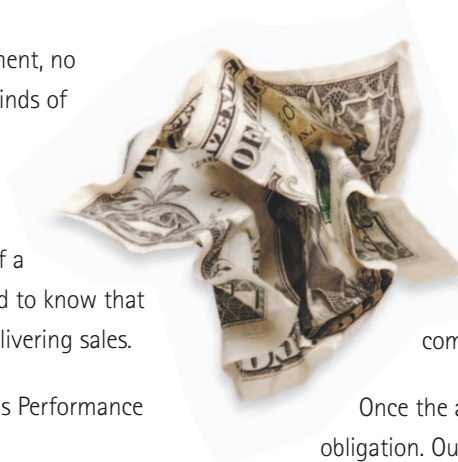 ment, no
inds of
f a
d to know that
livering sales.
com
s Performance
Once the a
obligation. Ou
OF